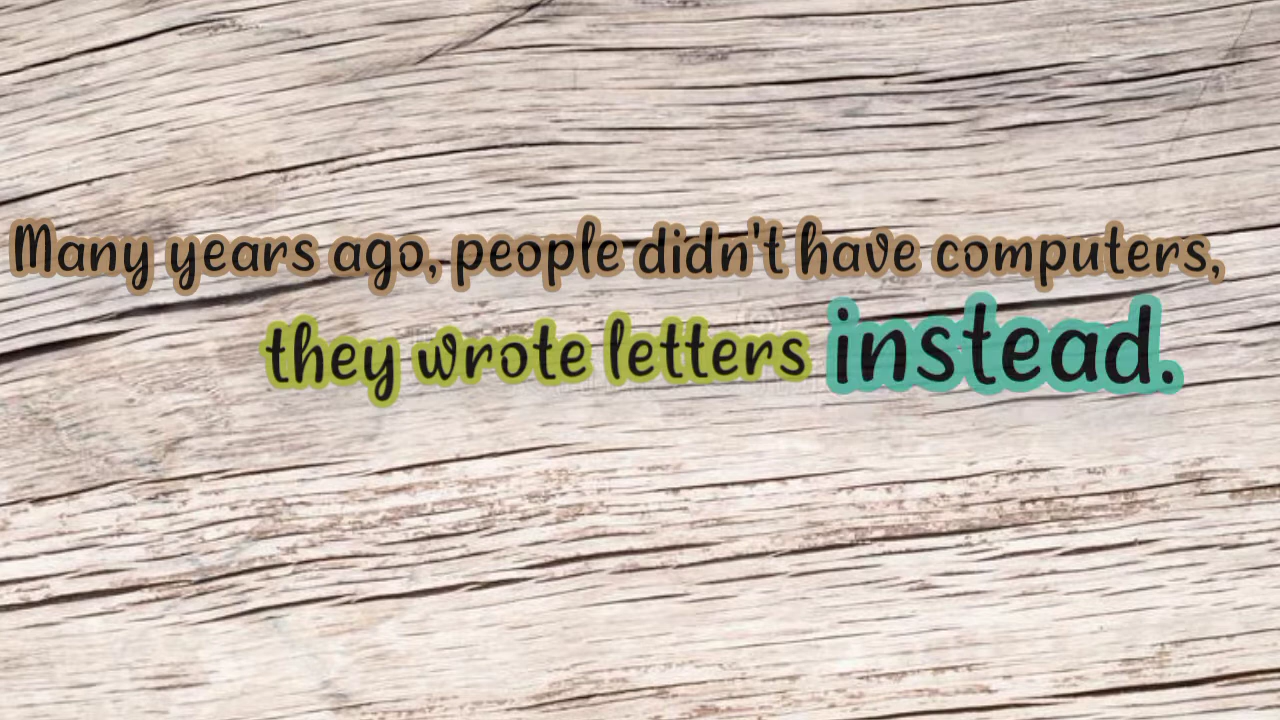 Many years ago, people didn't have computers,
they wrote letters instead.